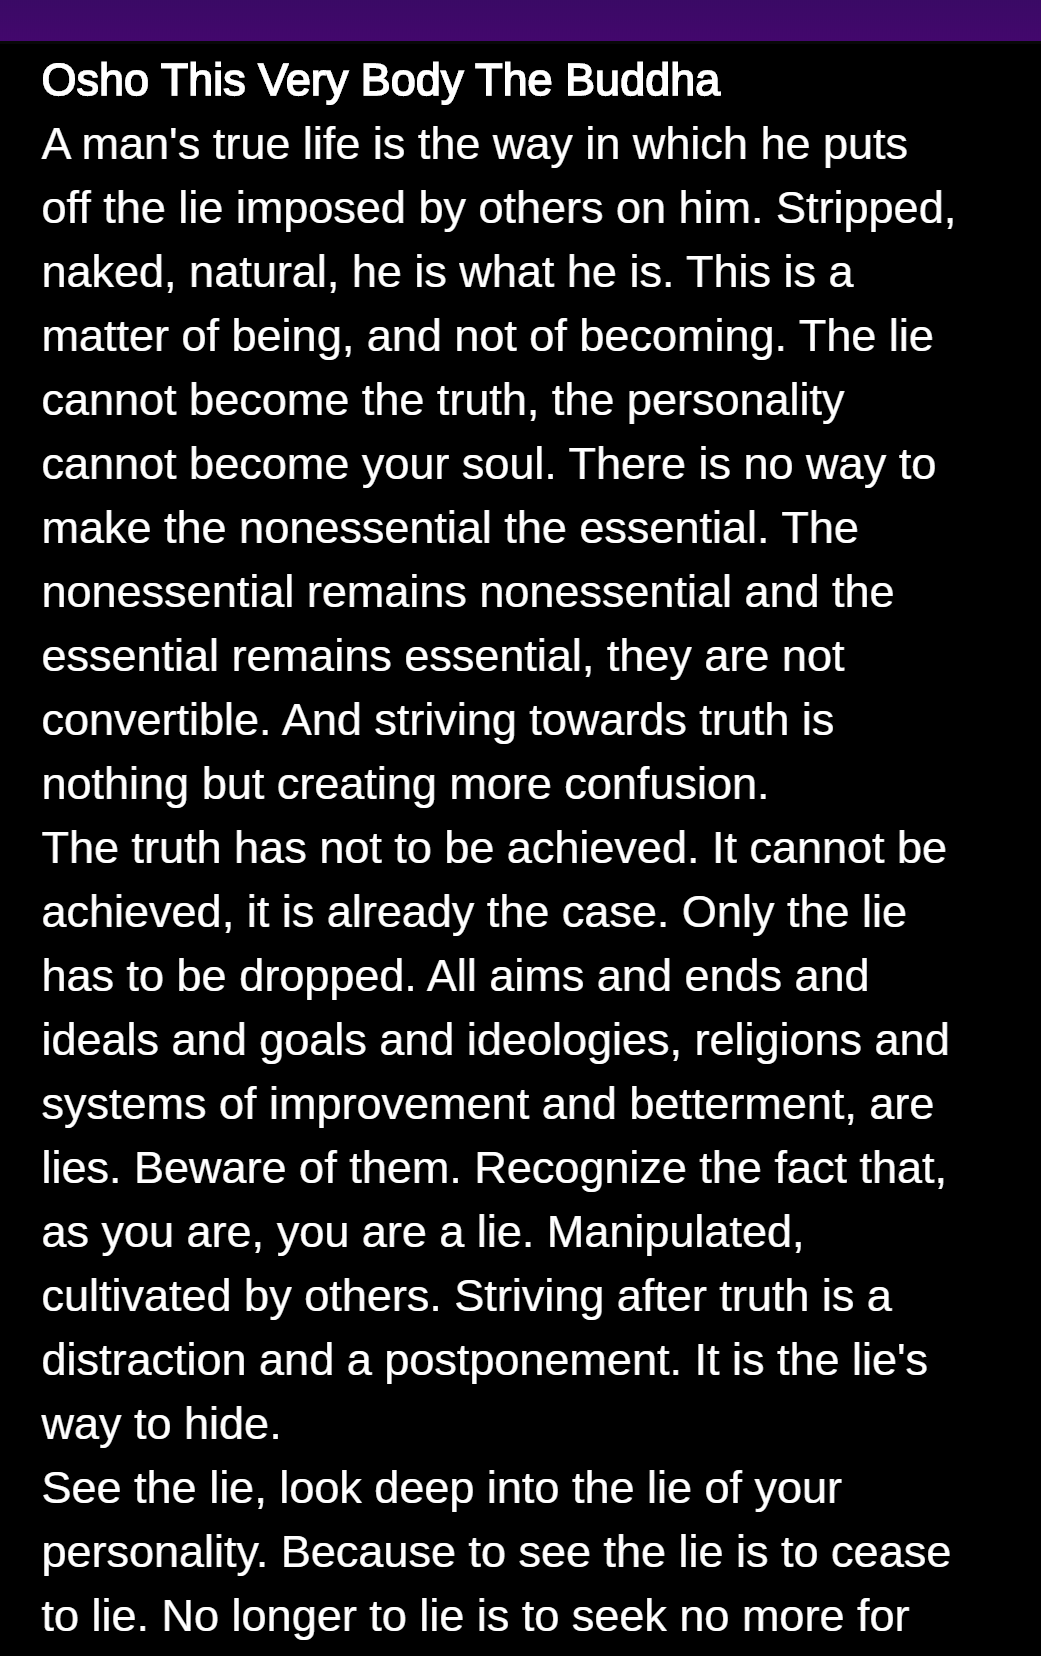 Osho This Very Body The Buddha
A man's true life is the way in which he puts
off the lie imposed by others on him. Stripped,
naked, natural, he is what he is. This is a
matter of being, and not of becoming. The lie
cannot become the truth, the personality
cannot become your soul. There is no way to
make the nonessential the essential. The
nonessential remains nonessential and the
essential remains essential, they are not
convertible. And striving towards truth is
nothing but creating more confusion.
The truth has not to be achieved. It cannot be
achieved, it is already the case. Only the lie
has to be dropped. All aims and ends and
ideals and goals and ideologies, religions and
systems of improvement and betterment, are
lies. Beware of them. Recognize the fact that,
as you are, you are a lie. Manipulated,
cultivated by others. Striving after truth is a
distraction and a postponement. It is the lie's
way to hide.
See the lie, look deep into the lie of your
personality. Because to see the lie is to cease
to lie. No longer to lie is to seek no more for